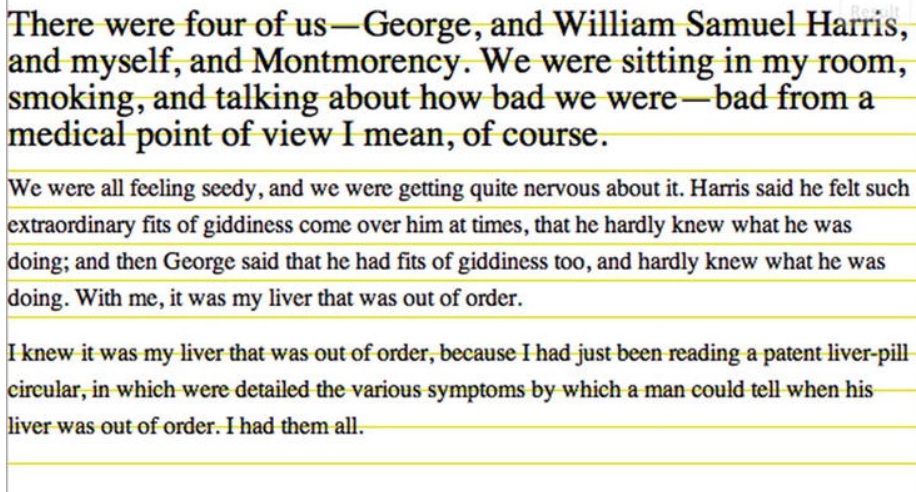 Result
There were four of us—George, and William Samuel Harris,
and myself, and Montmorency. We were sitting in my room,
smoking, and talking about how bad we were—bad from a
medical point of view I mean, of course.
We were all feeling seedy, and we were getting quite nervous about it. Harris said he felt such
extraordinary fits of giddiness come over him at times, that he hardly knew what he was
doing; and then George said that he had fits of giddiness too, and hardly knew what he was
doing. With me, it was my liver that was out of order.
I knew it was my liver that was out of order, because I had just been reading a patent liver-pill
circular, in which were detailed the various symptoms by which a man could tell when his
liver was out of order. I had them all.